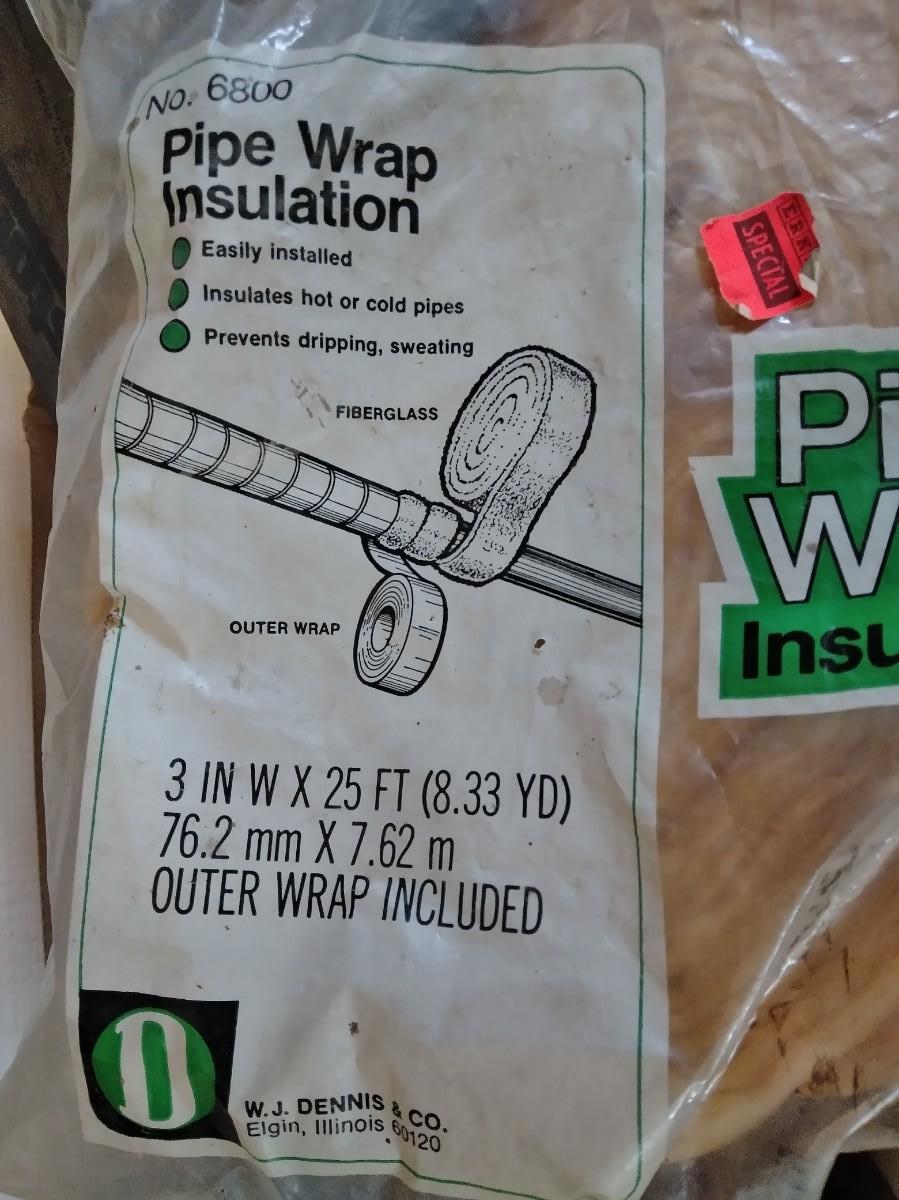 No. 6800
Pipe Wrap
Insulation
Easily installed
Insulates hot or cold pipes
Prevents dripping, sweating
FIBERGLASS
OUTER WRAP
3 IN W X 25 FT (8.33 YD)
76.2 mm X 7.62 m
OUTER WRAP INCLUDED
D
W.J. DENNIS & CO.
Elgin, Illinois 60120
SPECIAL
Pi
W
Insu